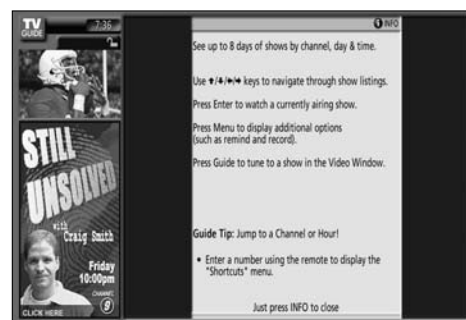 TV
GUIDE
7:36
INFO
See up to 8 days of shows by channel, day & time.
Use ↑/↓/←/→ keys to navigate through show listings.
Press Enter to watch a currently airing show.
Press Menu to display additional options
(such as remind and record).
Press Guide to tune to a show in the Video Window.
Guide Tip: Jump to a Channel or Hour!
• Enter a number using the remote to display the
"Shortcuts" menu.
Just press INFO to close
STILL
UNSOLVED
with
Craig Smith
Friday
10:00pm
CHANNEL
9
CLICK HERE